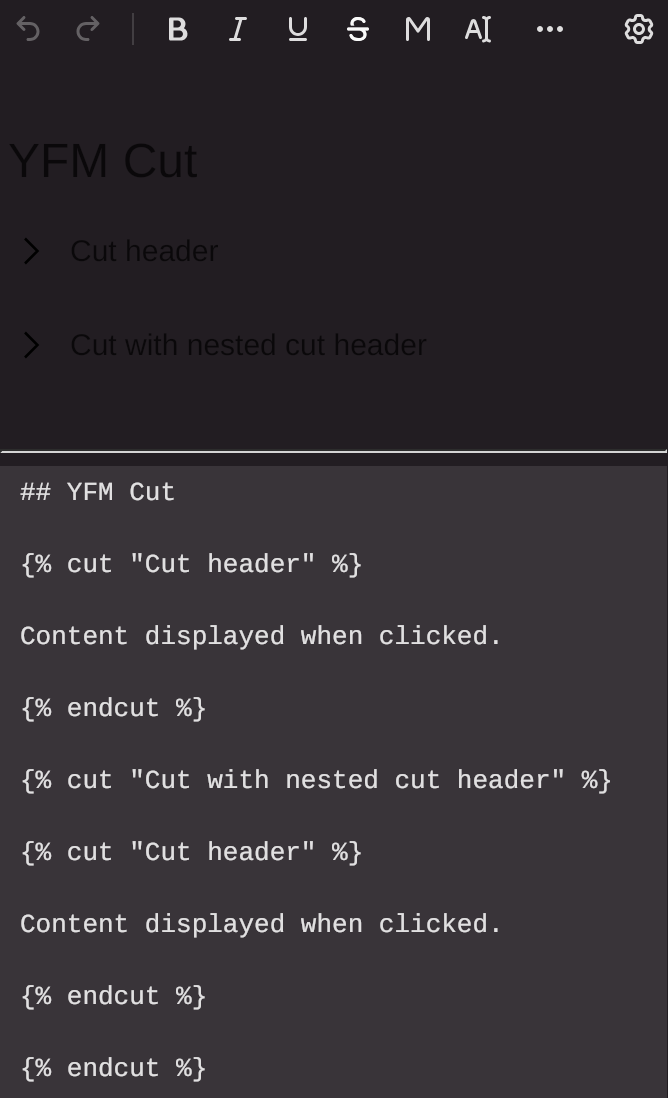 B I U S M AI
YFM Cut
Cut header
Cut with nested cut header
## YFM Cut
{% cut "Cut header" %}
Content displayed when clicked.
{% endcut %}
{% cut "Cut with nested cut header" %}
{% cut "Cut header" %}
Content displayed when clicked.
{% endcut %}
{% endcut %}